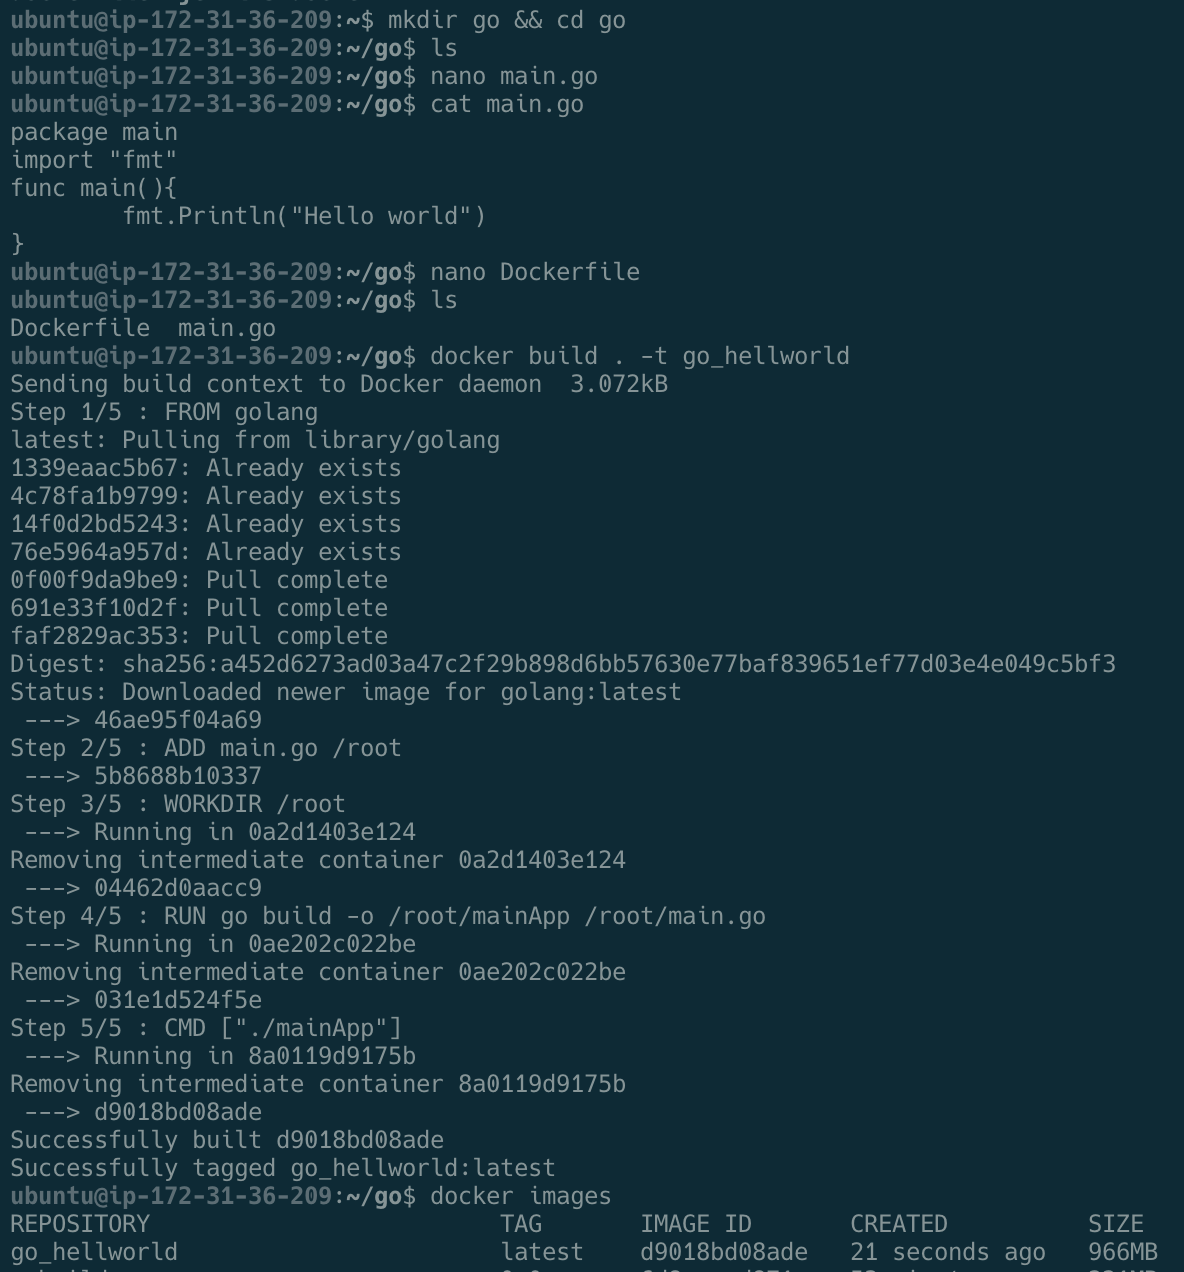 ubuntu@ip-172-31-36-209:~$ mkdir go && cd go
ubuntu@ip-172-31-36-209:~/go$ ls
ubuntu@ip-172-31-36-209:~/go$ nano main.go
ubuntu@ip-172-31-36-209:~/go$ cat main.go
package main
import "fmt"
func main(){
        fmt.Println("Hello world")
}
ubuntu@ip-172-31-36-209:~/go$ nano Dockerfile
ubuntu@ip-172-31-36-209:~/go$ ls
Dockerfile  main.go
ubuntu@ip-172-31-36-209:~/go$ docker build . -t go_hellworld
Sending build context to Docker daemon  3.072kB
Step 1/5 : FROM golang
latest: Pulling from library/golang
1339eaac5b67: Already exists
4c78fa1b9799: Already exists
14f0d2bd5243: Already exists
76e5964a957d: Already exists
0f00f9da9be9: Pull complete
691e33f10d2f: Pull complete
faf2829ac353: Pull complete
Digest: sha256:a452d6273ad03a47c2f29b898d6bb57630e77baf839651ef77d03e4e049c5bf3
Status: Downloaded newer image for golang:latest
 ---> 46ae95f04a69
Step 2/5 : ADD main.go /root
 ---> 5b8688b10337
Step 3/5 : WORKDIR /root
 ---> Running in 0a2d1403e124
Removing intermediate container 0a2d1403e124
 ---> 04462d0aacc9
Step 4/5 : RUN go build -o /root/mainApp /root/main.go
 ---> Running in 0ae202c022be
Removing intermediate container 0ae202c022be
 ---> 031e1d524f5e
Step 5/5 : CMD ["./mainApp"]
 ---> Running in 8a0119d9175b
Removing intermediate container 8a0119d9175b
 ---> d9018bd08ade
Successfully built d9018bd08ade
Successfully tagged go_hellworld:latest
ubuntu@ip-172-31-36-209:~/go$ docker images
REPOSITORY                         TAG       IMAGE ID       CREATED          SIZE
go_hellworld                       latest    d9018bd08ade   21 seconds ago   966MB